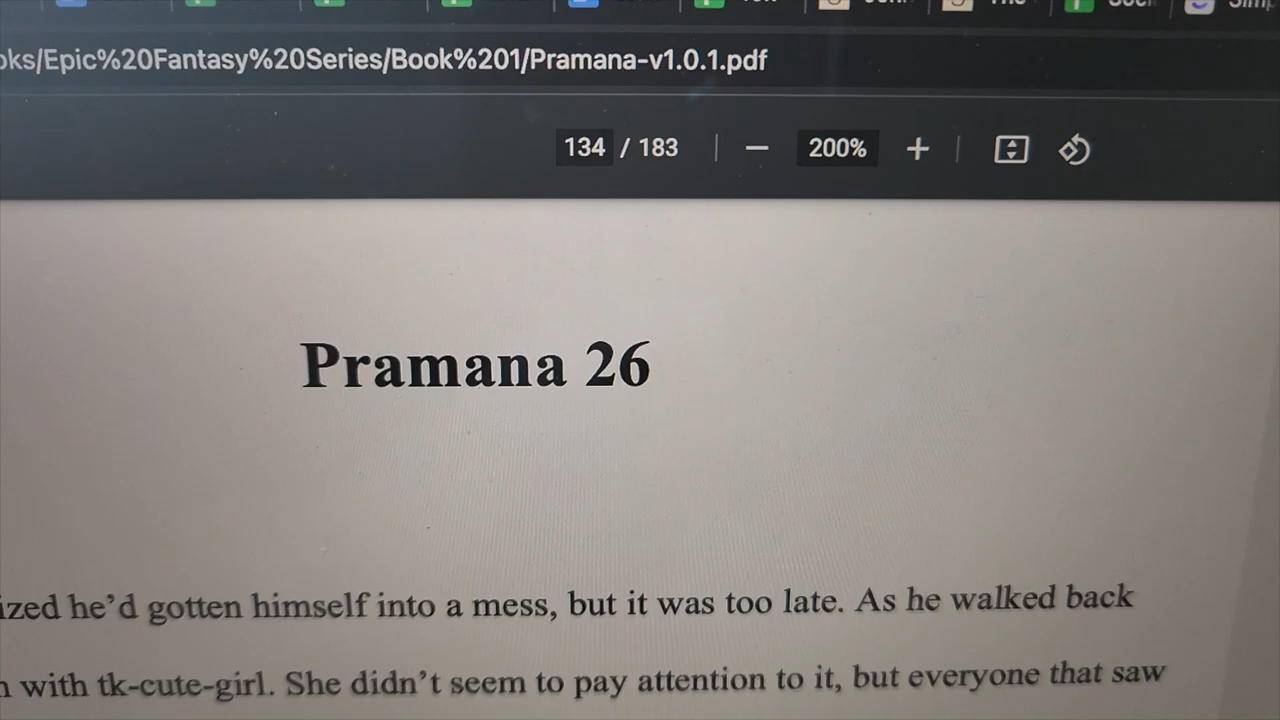 oks/Epic%20Fantasy%20Series/Book%201/Pramana-v1.0.1.pdf
134 / 183 — 200% +
Pramana 26
ized he’d gotten himself into a mess, but it was too late. As he walked back
with tk-cute-girl. She didn’t seem to pay attention to it, but everyone that saw